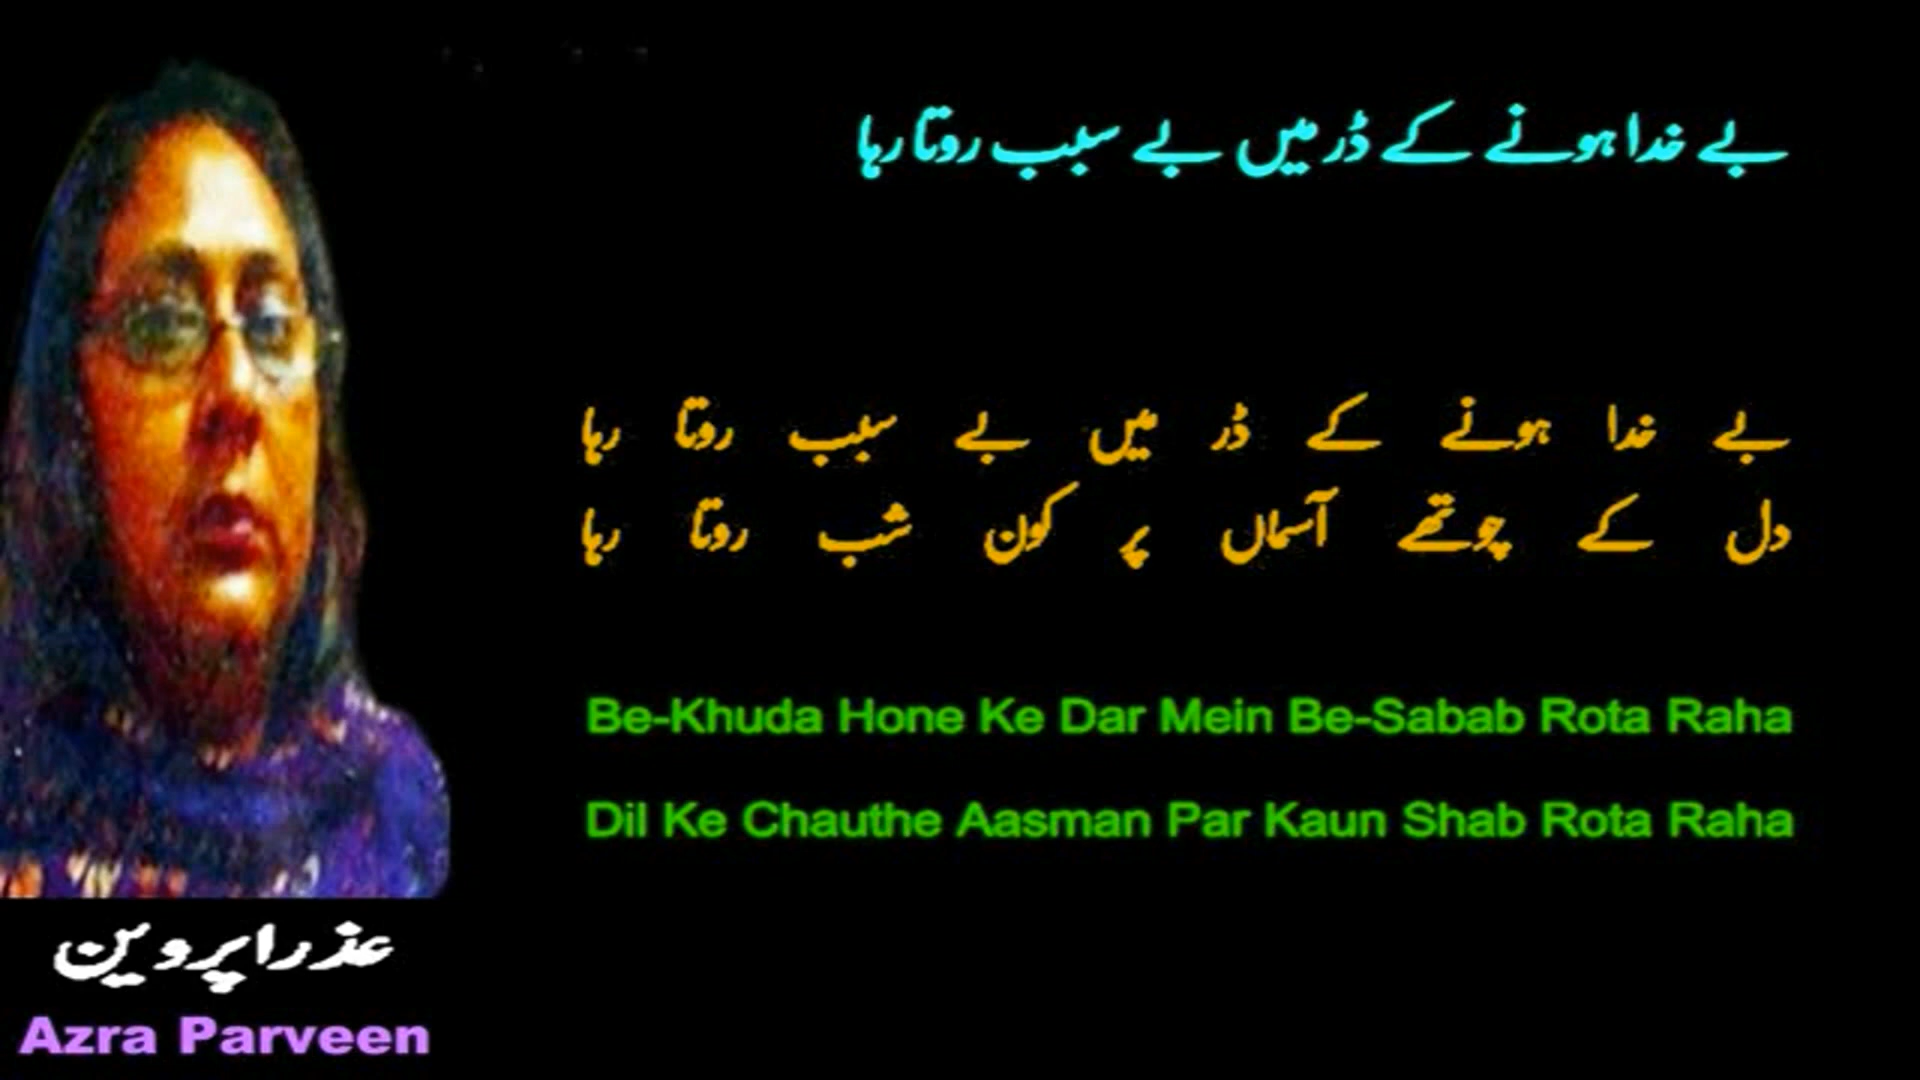 بے خدا ہونے کے ڈر میں بے سبب روتا رہا
بے خدا ہونے کے ڈر میں بے سبب روتا رہا
دل کے چوتھے آسماں پر کون شب روتا رہا
Be-Khuda Hone Ke Dar Mein Be-Sabab Rota Raha
Dil Ke Chauthe Aasman Par Kaun Shab Rota Raha
عذرا پروین
Azra Parveen